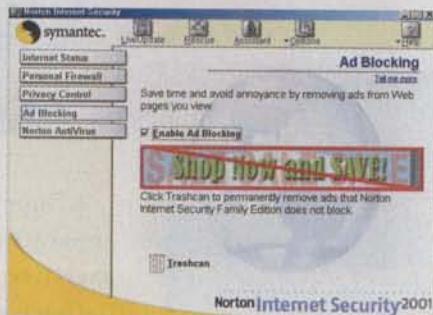 Norton Internet Security
symantec.
LiveUpdate Rescue Assistant Options Help
Internet Status
Personal Firewall
Privacy Control
Ad Blocking
Norton AntiVirus
Ad Blocking
Tell me more
Save time and avoid annoyance by removing ads from Web
pages you view
Enable Ad Blocking
Shop Now and SAVE!
Click Trashcan to permanently remove ads that Norton
Internet Security Family Edition does not block.
Trashcan
Norton Internet Security 2001